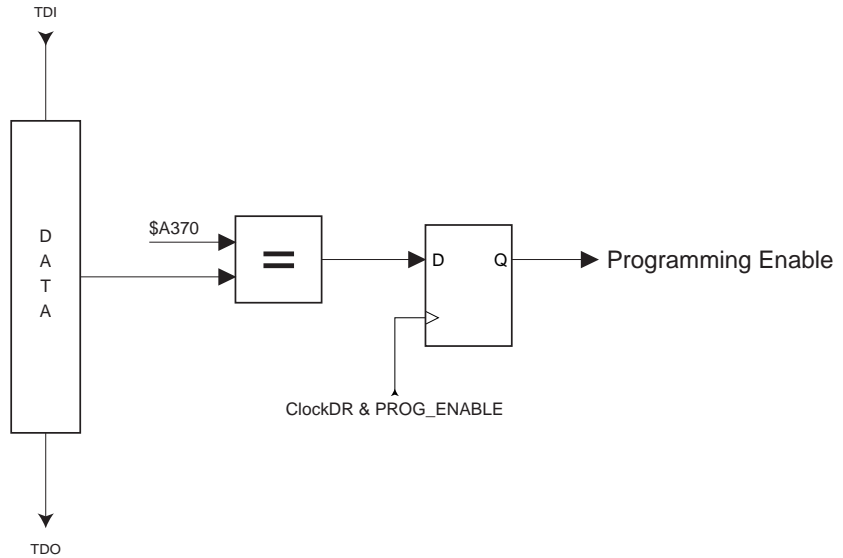 TDI
D
A
T
A
$A370
=
D
Q
Programming Enable
ClockDR & PROG_ENABLE
TDO